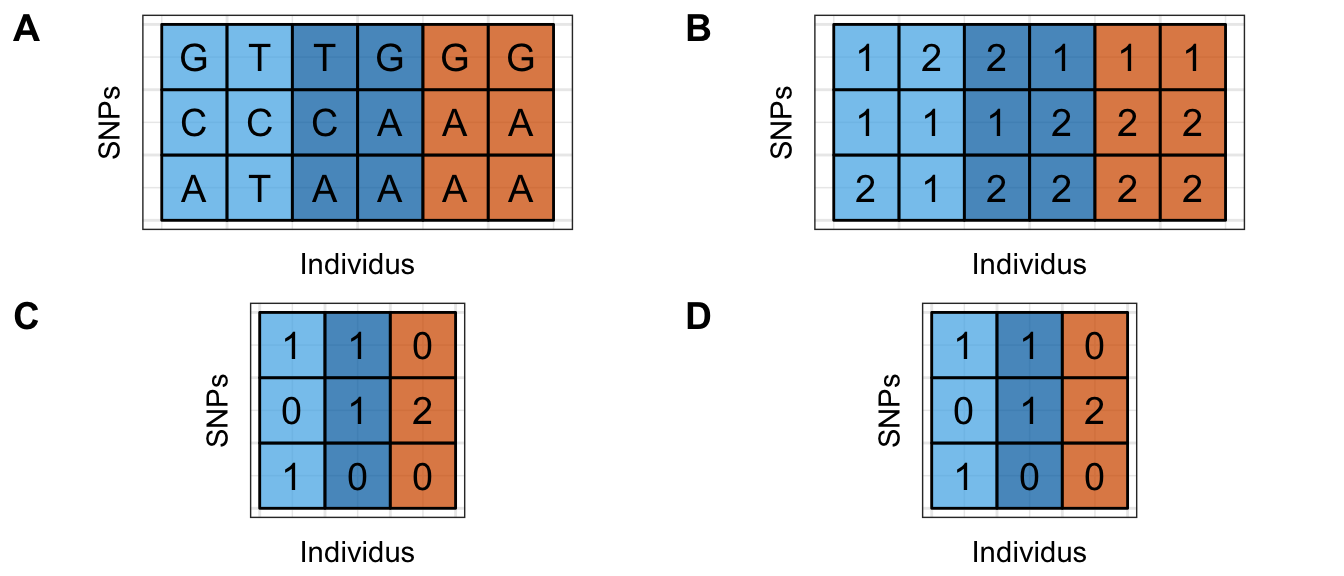 A
G T T G G G
C C C A A A
A T A A A A
SNPs
Individus
B
1 2 2 1 1 1
1 1 1 2 2 2
2 1 2 2 2 2
SNPs
Individus
C
1 1 0
0 1 2
1 0 0
SNPs
Individus
D
1 1 0
0 1 2
1 0 0
SNPs
Individus